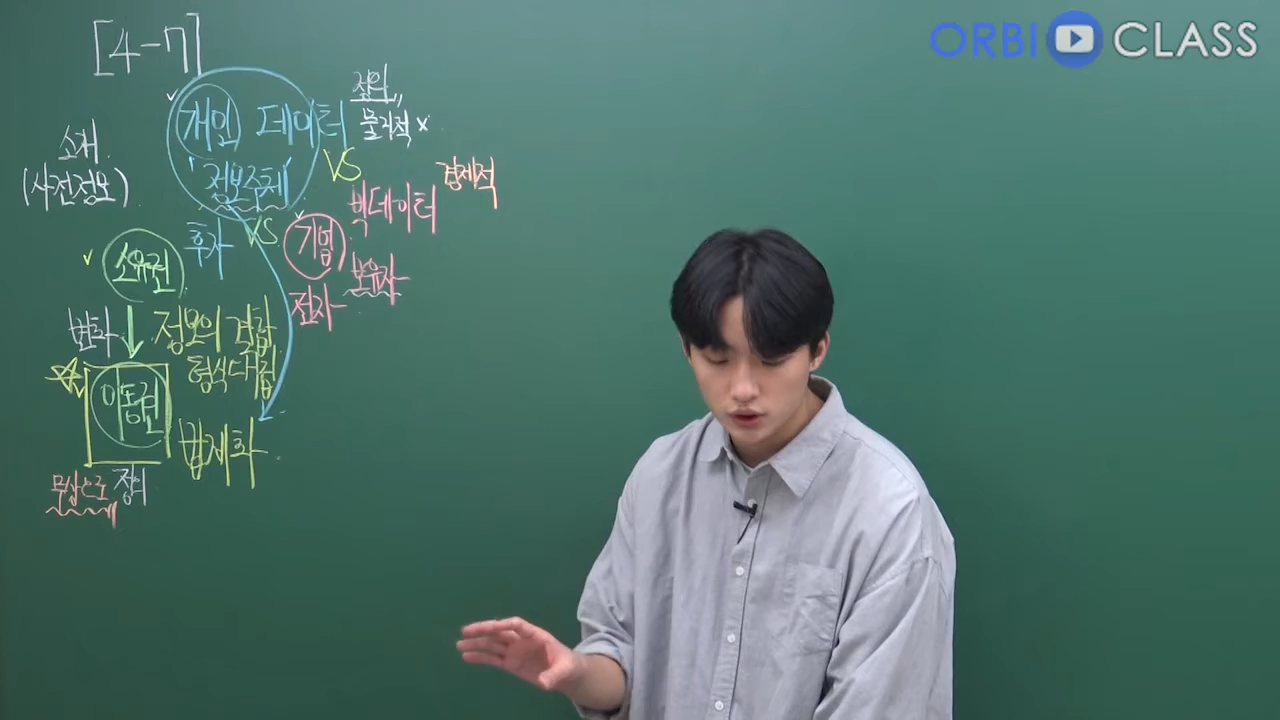 ORBI CLASS
[4-7]
개인 데이터
정의
물리적 x
소재
(사전정보)
'정보주체'
VS
경제적
빅데이터
VS
후자
기업
보유자
전자
소유권
변화
정보의 결합
형식 다 집
이동권
법제화
무상으로
정의